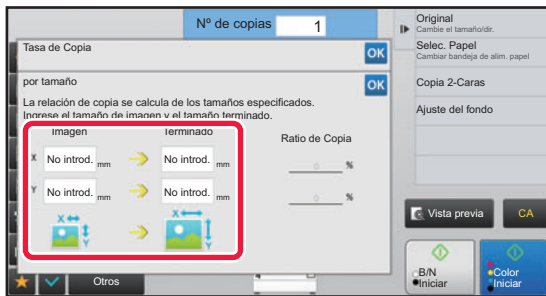 Nº de copias 1
Original
Cambie el tamaño/dir.
Tasa de Copia
OK
Selec. Papel
Cambiar bandeja de alim. papel
por tamaño
OK
Copia 2-Caras
La relación de copia se calcula de los tamaños especificados.
Ingrese el tamaño de imagen y el tamaño terminado.
Ajuste del fondo
Imagen Terminado
Ratio de Copia
X No introd. mm No introd. mm 0 %
Y No introd. mm No introd. mm 0 %
X X
Y Y
Vista previa CA
Otros
B/N
Iniciar
Color
Iniciar